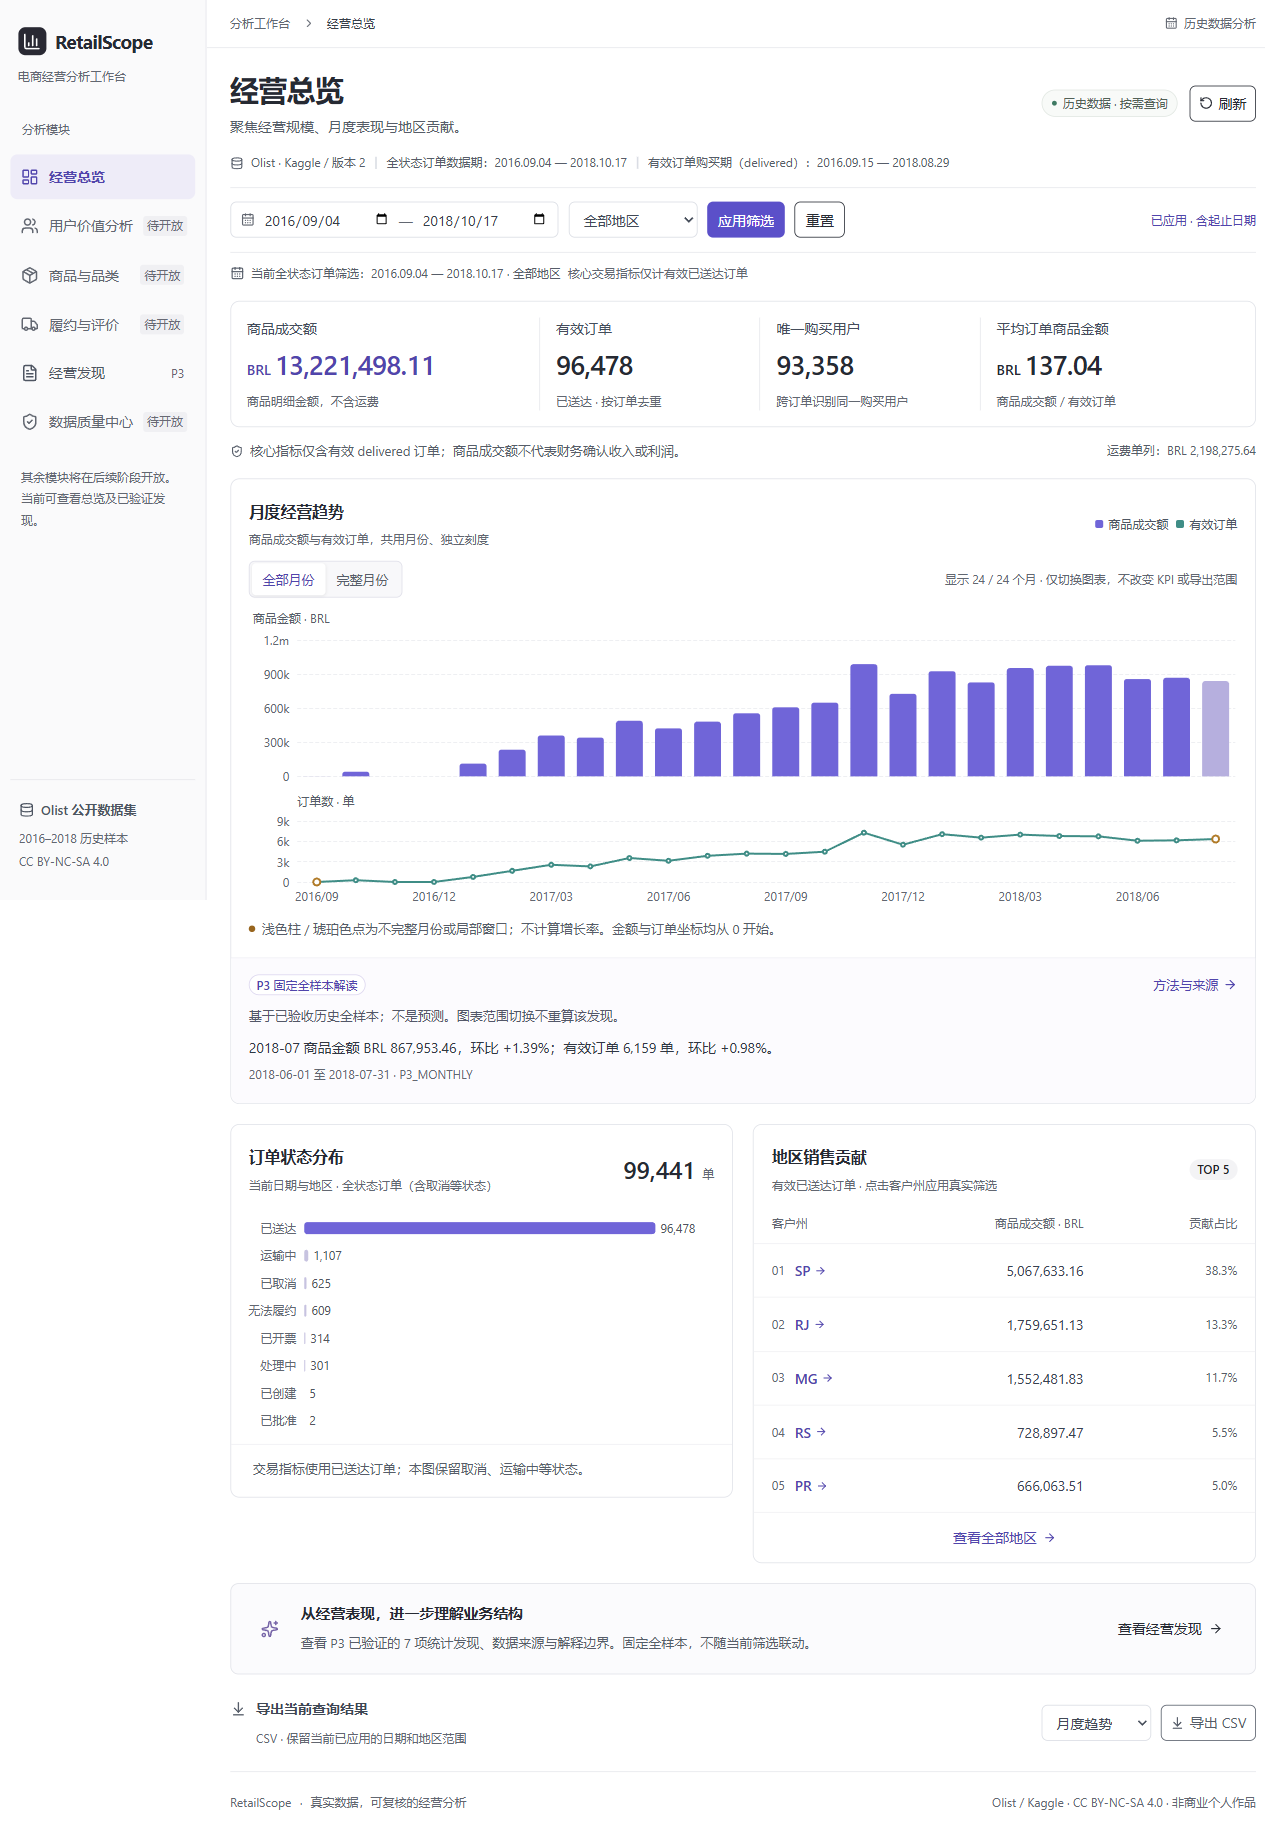 RetailScope
电商经营分析工作台
分析模块
经营总览
用户价值分析 待开放
商品与品类 待开放
履约与评价 待开放
经营发现 P3
数据质量中心 待开放
其余模块将在后续阶段开放。
当前可查看总览及已验证发
现。
Olist 公开数据集
2016–2018 历史样本
CC BY-NC-SA 4.0
分析工作台 > 经营总览
历史数据分析
经营总览
聚焦经营规模、月度表现与地区贡献。
历史数据 · 按需查询
刷新
Olist · Kaggle / 版本 2 | 全状态订单数据期：2016.09.04 — 2018.10.17 | 有效订单购买期（delivered）：2016.09.15 — 2018.08.29
2016/09/04 — 2018/10/17 全部地区 应用筛选 重置
已应用 · 含起止日期
当前全状态订单筛选：2016.09.04 — 2018.10.17 · 全部地区 核心交易指标仅计有效已送达订单
商品成交额
BRL 13,221,498.11
商品明细金额，不含运费
有效订单
96,478
已送达 · 按订单去重
唯一购买用户
93,358
跨订单识别同一购买用户
平均订单商品金额
BRL 137.04
商品成交额 / 有效订单
核心指标仅含有效 delivered 订单；商品成交额不代表财务确认收入或利润。
运费单列：BRL 2,198,275.64
月度经营趋势
商品成交额与有效订单，共用月份、独立刻度
商品成交额 有效订单
全部月份 完整月份
显示 24 / 24 个月 · 仅切换图表，不改变 KPI 或导出范围
商品金额 · BRL
1.2m
900k
600k
300k
0
订单数 · 单
9k
6k
3k
0
2016/09 2016/12 2017/03 2017/06 2017/09 2017/12 2018/03 2018/06
浅色柱 / 琥珀色点为不完整月份或局部窗口；不计算增长率。金额与订单坐标均从 0 开始。
P3 固定全样本解读
方法与来源 →
基于已验收历史全样本；不是预测。图表范围切换不重算该发现。
2018-07 商品金额 BRL 867,953.46，环比 +1.39%；有效订单 6,159 单，环比 +0.98%。
2018-06-01 至 2018-07-31 · P3_MONTHLY
订单状态分布
当前日期与地区 · 全状态订单（含取消等状态）
99,441 单
已送达 96,478
运输中 1,107
已取消 625
无法履约 609
已开票 314
处理中 301
已创建 5
已批准 2
交易指标使用已送达订单；本图保留取消、运输中等状态。
地区销售贡献
有效已送达订单 · 点击客户州应用真实筛选
TOP 5
客户州 商品成交额 · BRL 贡献占比
01 SP → 5,067,633.16 38.3%
02 RJ → 1,759,651.13 13.3%
03 MG → 1,552,481.83 11.7%
04 RS → 728,897.47 5.5%
05 PR → 666,063.51 5.0%
查看全部地区 →
从经营表现，进一步理解业务结构
查看 P3 已验证的 7 项统计发现、数据来源与解释边界。固定全样本，不随当前筛选联动。
查看经营发现 →
导出当前查询结果
CSV · 保留当前已应用的日期和地区范围
月度趋势 导出 CSV
RetailScope · 真实数据，可复核的经营分析
Olist / Kaggle · CC BY-NC-SA 4.0 · 非商业个人作品